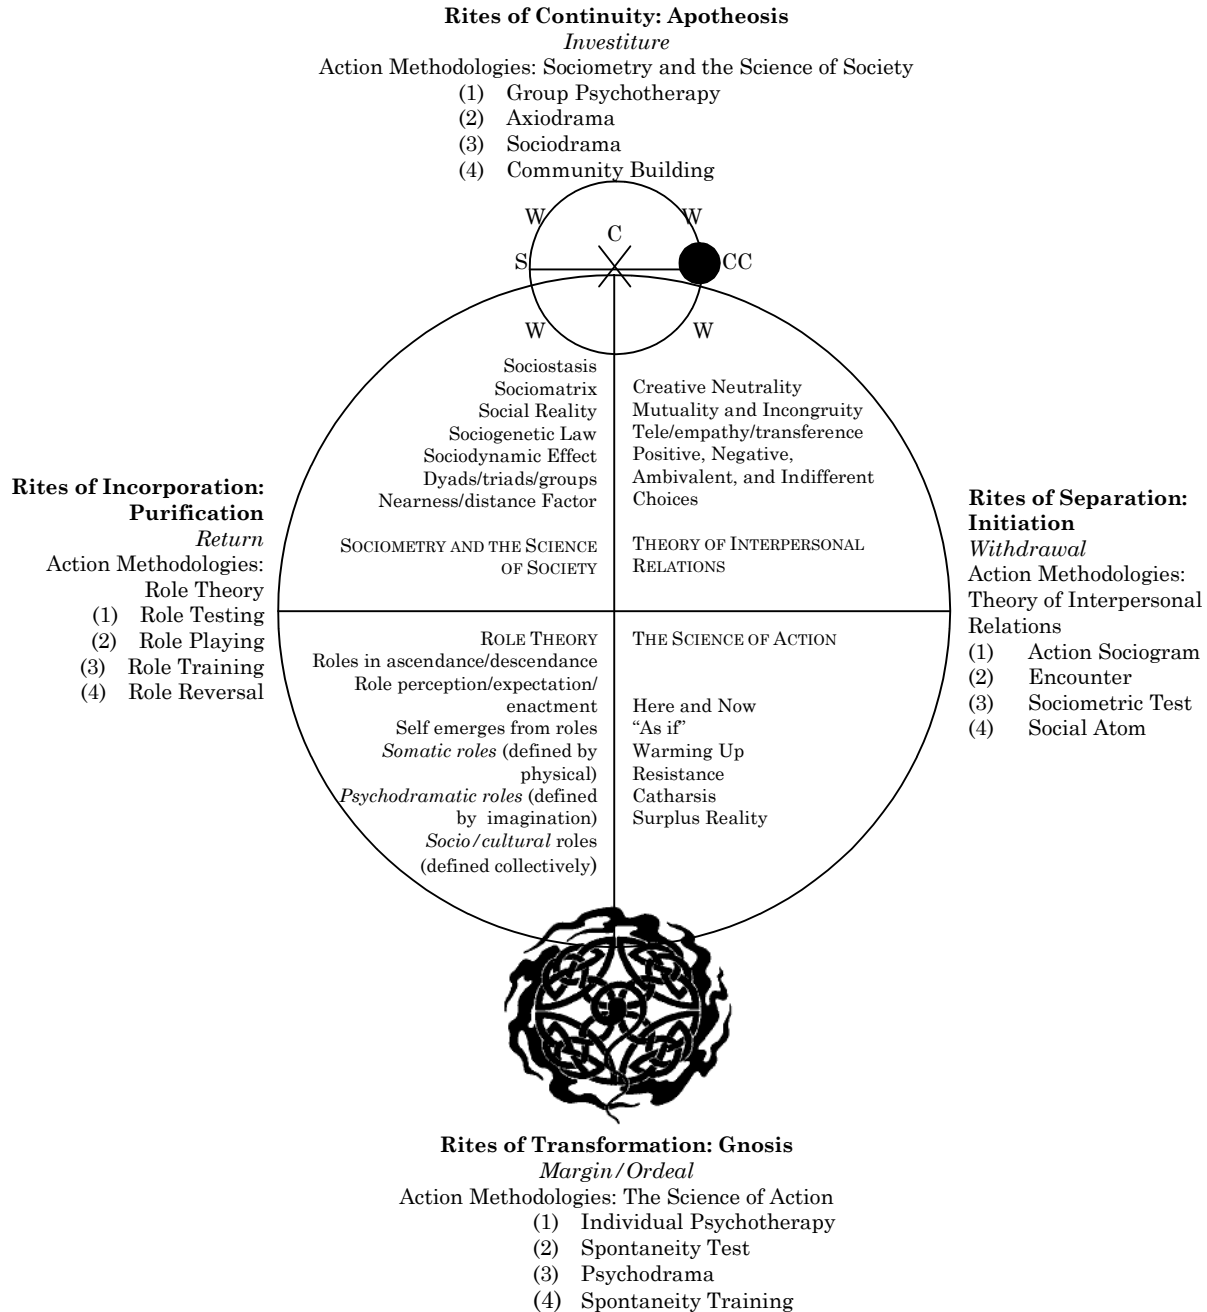 Rites of Continuity: Apotheosis
Investiture
Action Methodologies: Sociometry and the Science of Society
(1) Group Psychotherapy
(2) Axiodrama
(3) Sociodrama
(4) Community Building
W W
C
S CC
W W
Sociostasis
Sociomatrix
Social Reality
Sociogenetic Law
Sociodynamic Effect
Dyads/triads/groups
Nearness/distance Factor
SOCIOMETRY AND THE SCIENCE
OF SOCIETY
Creative Neutrality
Mutuality and Incongruity
Tele/empathy/transference
Positive, Negative,
Ambivalent, and Indifferent
Choices
THEORY OF INTERPERSONAL
RELATIONS
Rites of Incorporation:
Purification
Return
Action Methodologies:
Role Theory
(1) Role Testing
(2) Role Playing
(3) Role Training
(4) Role Reversal
Rites of Separation:
Initiation
Withdrawal
Action Methodologies:
Theory of Interpersonal
Relations
(1) Action Sociogram
(2) Encounter
(3) Sociometric Test
(4) Social Atom
ROLE THEORY
Roles in ascendance/descendance
Role perception/expectation/
enactment
Self emerges from roles
Somatic roles (defined by
physical)
Psychodramatic roles (defined
by imagination)
Socio/cultural roles
(defined collectively)
THE SCIENCE OF ACTION
Here and Now
“As if”
Warming Up
Resistance
Catharsis
Surplus Reality
Rites of Transformation: Gnosis
Margin/Ordeal
Action Methodologies: The Science of Action
(1) Individual Psychotherapy
(2) Spontaneity Test
(3) Psychodrama
(4) Spontaneity Training